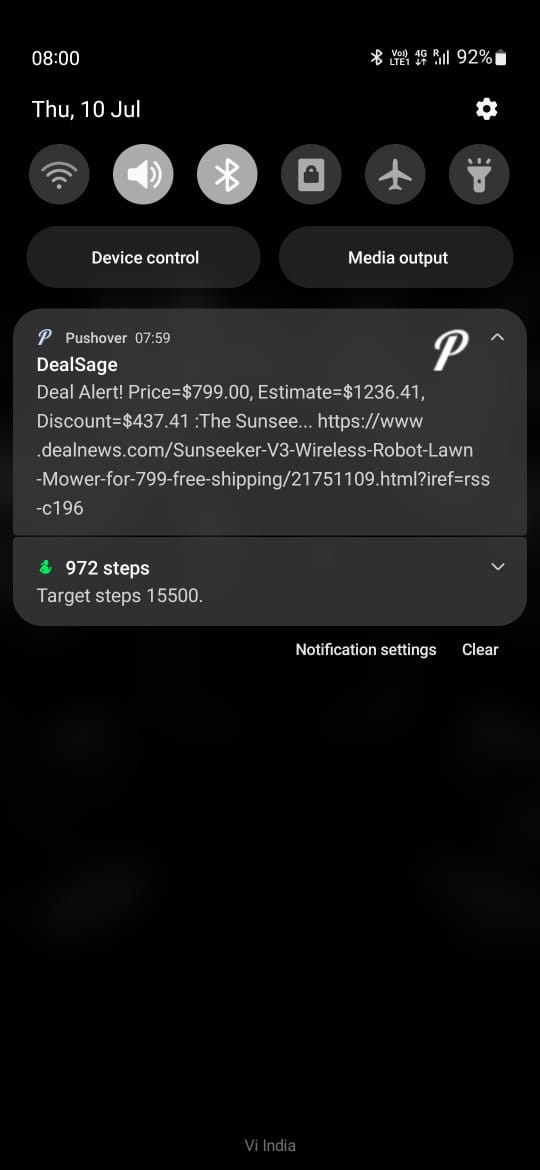 08:00 Vo)) LTE1 4G R 92%
Thu, 10 Jul
Device control Media output
Pushover 07:59
DealSage
Deal Alert! Price=$799.00, Estimate=$1236.41,
Discount=$437.41 :The Sunsee... https://www
.dealnews.com/Sunseeker-V3-Wireless-Robot-Lawn
-Mower-for-799-free-shipping/21751109.html?iref=rss
-c196
972 steps
Target steps 15500.
Notification settings Clear
Vi India